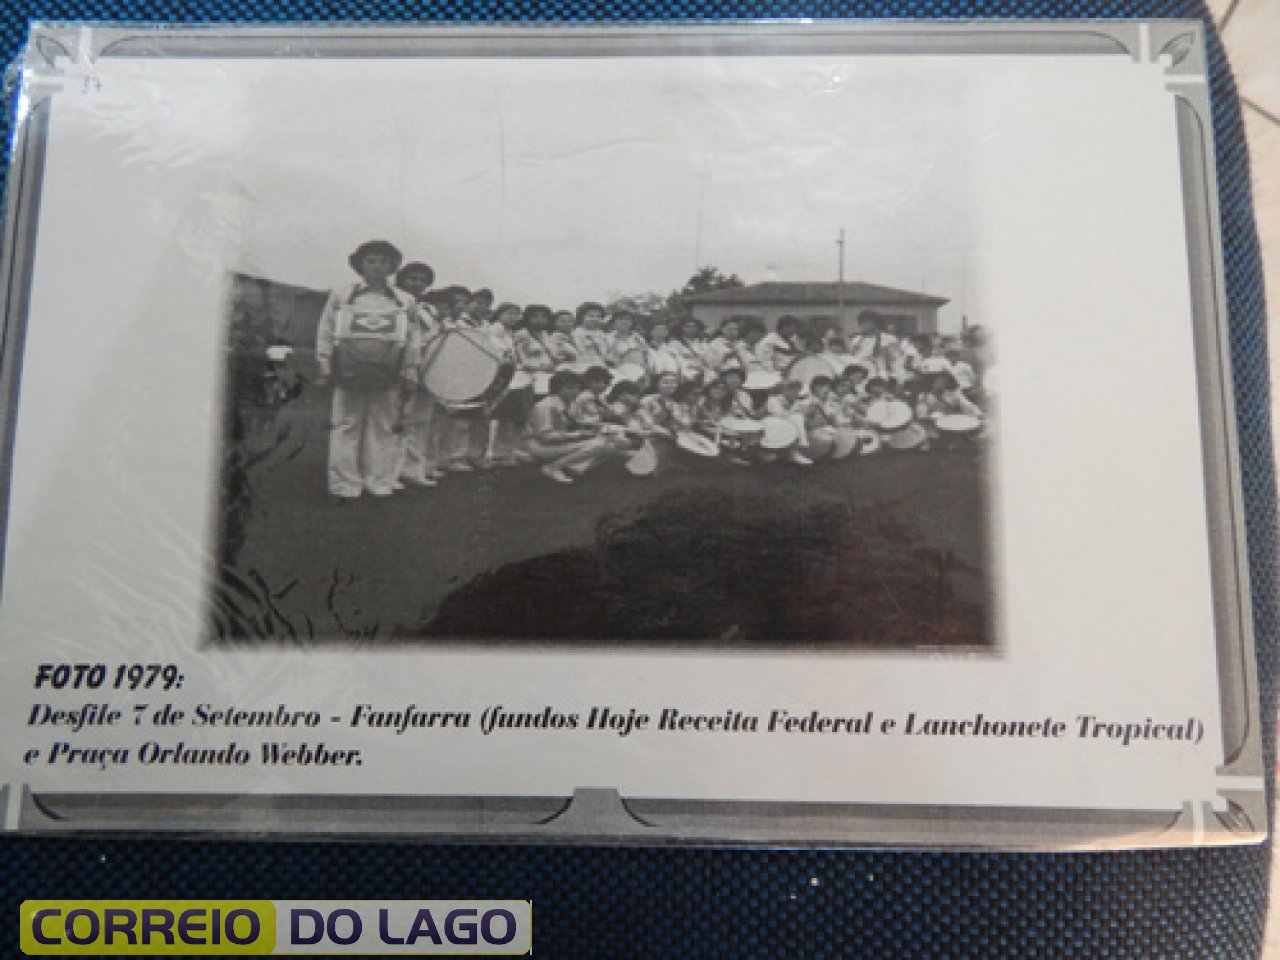 37
FOTO 1979:
Desfile 7 de Setembro - Fanfarra (fundos Hoje Receita Federal e Lanchonete Tropical)
e Praça Orlando Webber.
CORREIO DO LAGO